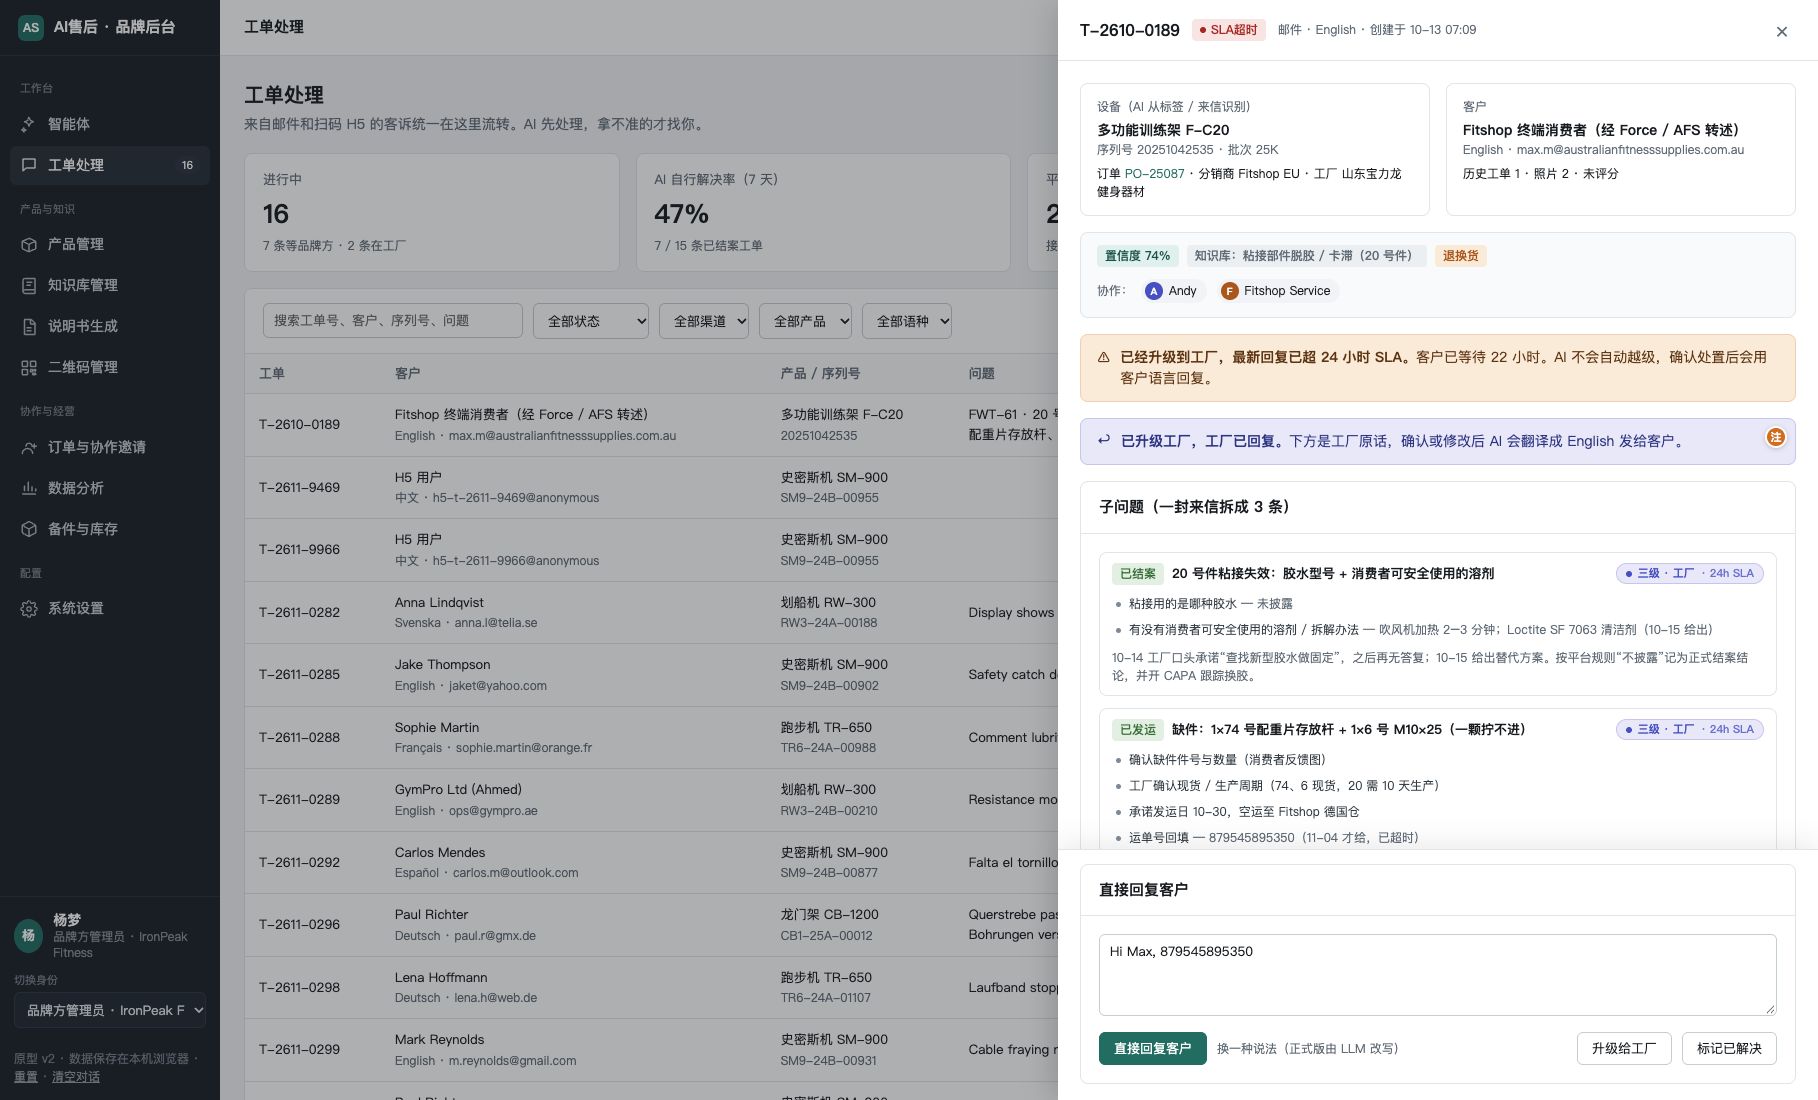 AS AI售后 · 品牌后台
工作台
智能体
工单处理 16
产品与知识
产品管理
知识库管理
说明书生成
二维码管理
协作与经营
订单与协作邀请
数据分析
备件与库存
配置
系统设置
杨 杨梦
品牌方管理员 · IronPeak
Fitness
切换身份
品牌方管理员 · IronPeak F
原型 v2 · 数据保存在本机浏览器 ·
重置 · 清空对话
工单处理
工单处理
来自邮件和扫码 H5 的客诉统一在这里流转。AI 先处理，拿不准的才找你。
进行中
16
7 条等品牌方 · 2 条在工厂
AI 自行解决率（7 天）
47%
7 / 15 条已结案工单
平
2
接
搜索工单号、客户、序列号、问题 全部状态 全部渠道 全部产品 全部语种
工单 客户 产品 / 序列号 问题
T-2610-0189 Fitshop 终端消费者（经 Force / AFS 转述） 多功能训练架 F-C20 FWT-61 · 20
English · max.m@australianfitnesssupplies.com.au 20251042535 配重片存放杆、
T-2611-9469 H5 用户 史密斯机 SM-900
中文 · h5-t-2611-9469@anonymous SM9-24B-00955
T-2611-9966 H5 用户 史密斯机 SM-900
中文 · h5-t-2611-9966@anonymous SM9-24B-00955
T-2611-0282 Anna Lindqvist 划船机 RW-300 Display shows
Svenska · anna.l@telia.se RW3-24A-00188
T-2611-0285 Jake Thompson 史密斯机 SM-900 Safety catch d
English · jaket@yahoo.com SM9-24B-00902
T-2611-0288 Sophie Martin 跑步机 TR-650 Comment lubri
Français · sophie.martin@orange.fr TR6-24A-00988
T-2611-0289 GymPro Ltd (Ahmed) 划船机 RW-300 Resistance mo
English · ops@gympro.ae RW3-24B-00210
T-2611-0292 Carlos Mendes 史密斯机 SM-900 Falta el tornillo
Español · carlos.m@outlook.com SM9-24B-00877
T-2611-0296 Paul Richter 龙门架 CB-1200 Querstrebe pas
Deutsch · paul.r@gmx.de CB1-25A-00012 Bohrungen vers
T-2611-0298 Lena Hoffmann 跑步机 TR-650 Laufband stopp
Deutsch · lena.h@web.de TR6-24A-01107
T-2611-0299 Mark Reynolds 史密斯机 SM-900 Cable fraying r
English · m.reynolds@gmail.com SM9-24B-00931
T-2610-0189 SLA超时 邮件 · English · 创建于 10-13 07:09
设备（AI 从标签 / 来信识别）
多功能训练架 F-C20
序列号 20251042535 · 批次 25K
订单 PO-25087 · 分销商 Fitshop EU · 工厂 山东宝力龙
健身器材
客户
Fitshop 终端消费者（经 Force / AFS 转述）
English · max.m@australianfitnesssupplies.com.au
历史工单 1 · 照片 2 · 未评分
置信度 74% 知识库：粘接部件脱胶 / 卡滞（20 号件） 退换货
协作： A Andy F Fitshop Service
已经升级到工厂，最新回复已超 24 小时 SLA。客户已等待 22 小时。AI 不会自动越级，确认处置后会用
客户语言回复。
已升级工厂，工厂已回复。下方是工厂原话，确认或修改后 AI 会翻译成 English 发给客户。 注
子问题（一封来信拆成 3 条）
已结案 20 号件粘接失效：胶水型号 + 消费者可安全使用的溶剂 三级 · 工厂 · 24h SLA
粘接用的是哪种胶水 — 未披露
有没有消费者可安全使用的溶剂 / 拆解办法 — 吹风机加热 2—3 分钟；Loctite SF 7063 清洁剂（10-15 给出）
10-14 工厂口头承诺“查找新型胶水做固定”，之后再无答复；10-15 给出替代方案。按平台规则“不披露”记为正式结案结
论，并开 CAPA 跟踪换胶。
已发运 缺件：1×74 号配重片存放杆 + 1×6 号 M10×25（一颗拧不进） 三级 · 工厂 · 24h SLA
确认缺件件号与数量（消费者反馈图）
工厂确认现货 / 生产周期（74、6 现货，20 需 10 天生产）
承诺发运日 10-30，空运至 Fitshop 德国仓
运单号回填 — 879545895350（11-04 才给，已超时）
直接回复客户
Hi Max, 879545895350
直接回复客户 换一种说法（正式版由 LLM 改写） 升级给工厂 标记已解决